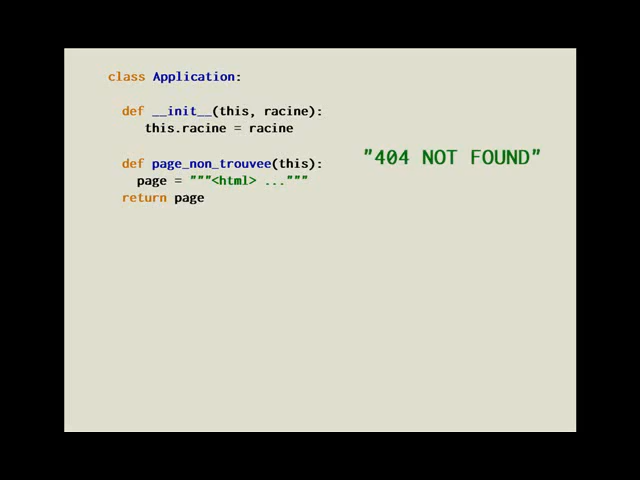 class Application:
def __init__(this, racine):
this.racine = racine
"404 NOT FOUND"
def page_non_trouvee(this):
page = """<html> ..."""
return page